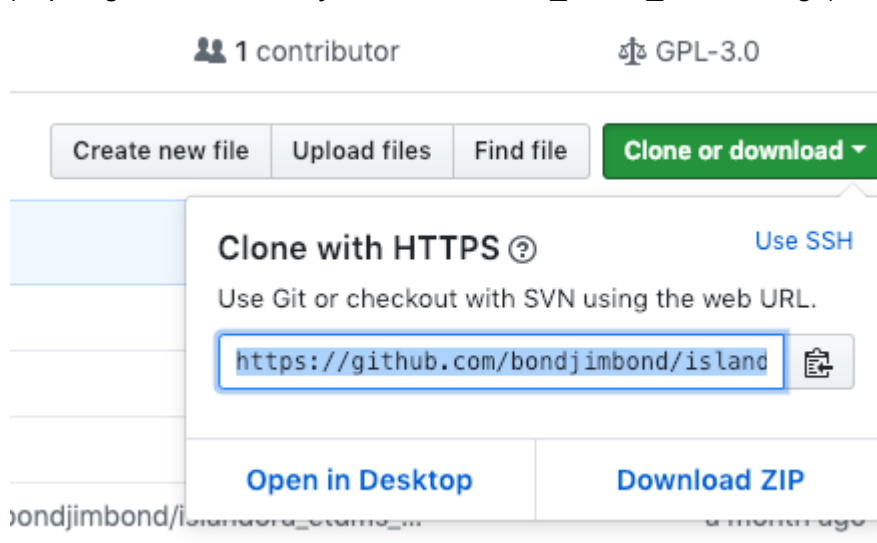 1 contributor
GPL-3.0
Create new file
Upload files
Find file
Clone or download
Clone with HTTPS
Use SSH
Use Git or checkout with SVN using the web URL.
https://github.com/bondjimbond/island
Open in Desktop
Download ZIP
a month ago